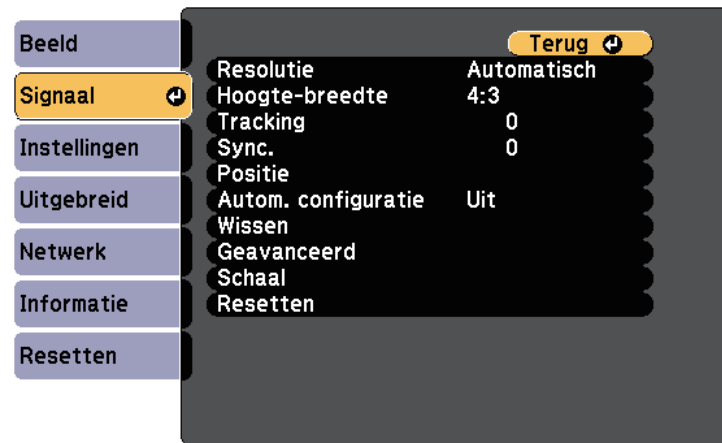 Beeld
Signaal
Instellingen
Uitgebreid
Netwerk
Informatie
Resetten
Terug
Resolutie Automatisch
Hoogte-breedte 4:3
Tracking 0
Sync. 0
Positie
Autom. configuratie Uit
Wissen
Geavanceerd
Schaal
Resetten